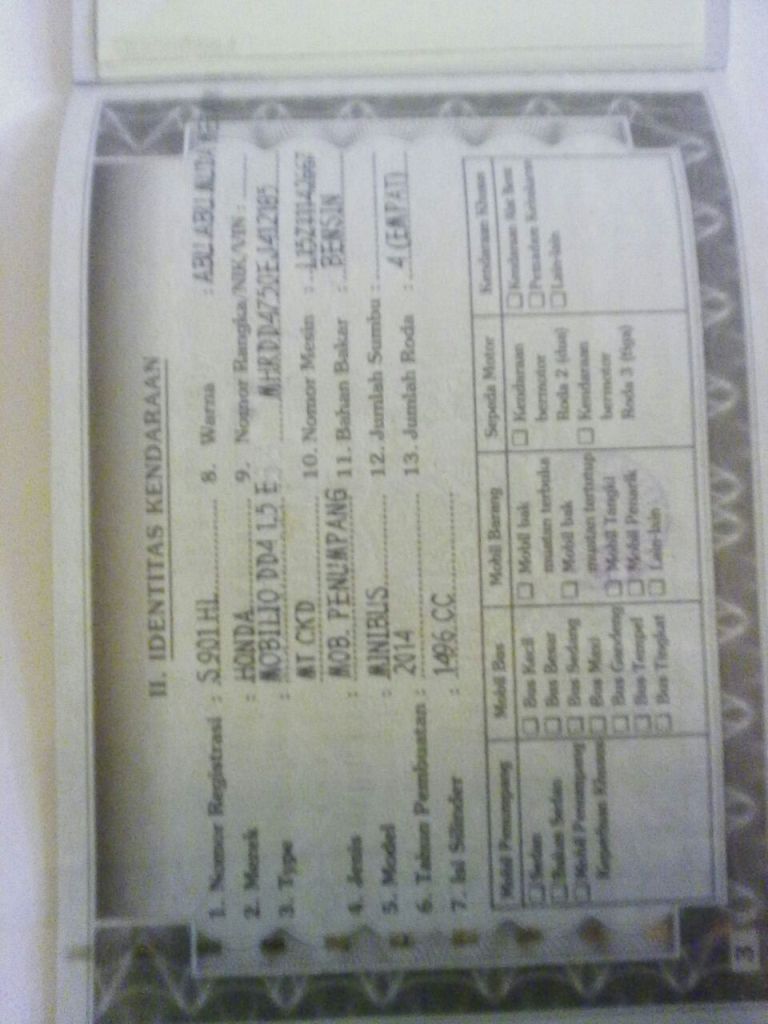 II. IDENTITAS KENDARAAN
1. Nomor Registrasi : S 901 HL
2. Merek : HONDA
3. Type : MOBILIO DD4 1.5 E
MT CKD
4. Jenis : MOB. PENUMPANG
5. Model : MINIBUS
6. Tahun Pembuatan : 2014
7. Isi Silinder : 1496 CC
8. Warna : ABU ABU
9. Nomor Rangka/NIK/VIN :
MHRDD4750EJ412185
10. Nomor Mesin :
11. Bahan Bakar : BENSIN
12. Jumlah Sumbu :
13. Jumlah Roda : 4 (EMPAT)
Mobil Penumpang
Sedan
Bukan Sedan
Mobil Penumpang
Keperluan Khusus
Mobil Bus
Bus Kecil
Bus Besar
Bus Sedang
Bus Maxi
Bus Gandeng
Bus Tempel
Bus Tingkat
Mobil Barang
Mobil bak
muatan terbuka
Mobil bak
muatan tertutup
Mobil Tangki
Mobil Penarik
Lain-lain
Sepeda Motor
Kendaraan
bermotor
Roda 2 (dua)
Kendaraan
bermotor
Roda 3 (tiga)
Kendaraan Khusus
Kendaraan Alat Berat
Pemadam Kebakaran
Lain-lain
3